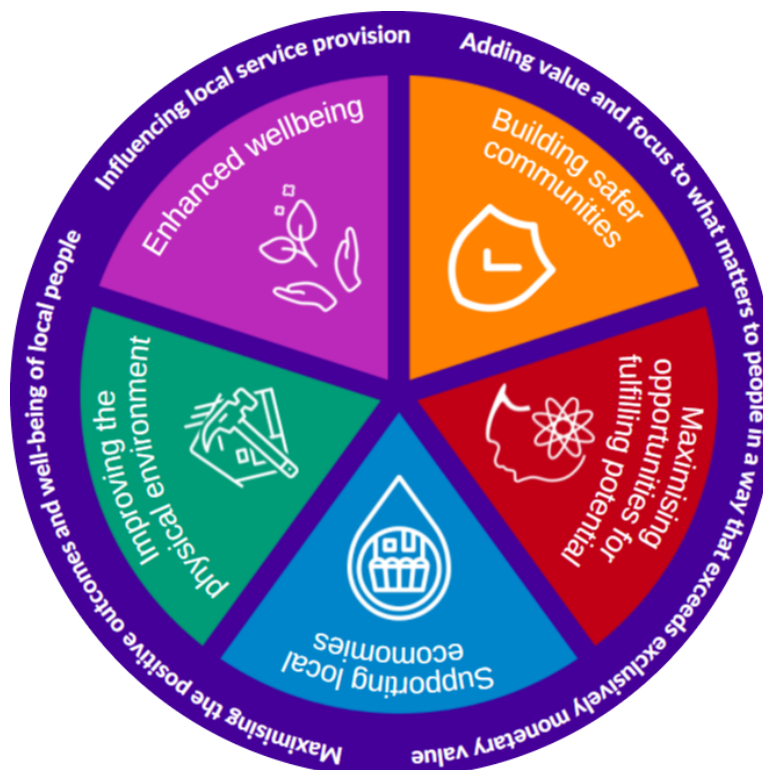 Influencing local service provision
Adding value and focus to what matters to people in a way that exceeds exclusively monetary value
Maximising the positive outcomes and well-being of local people
Enhanced wellbeing
Building safer
communities
Maximising
opportunities for
fulfilling potential
Supporting local
ecomomies
Improving the
physical environment